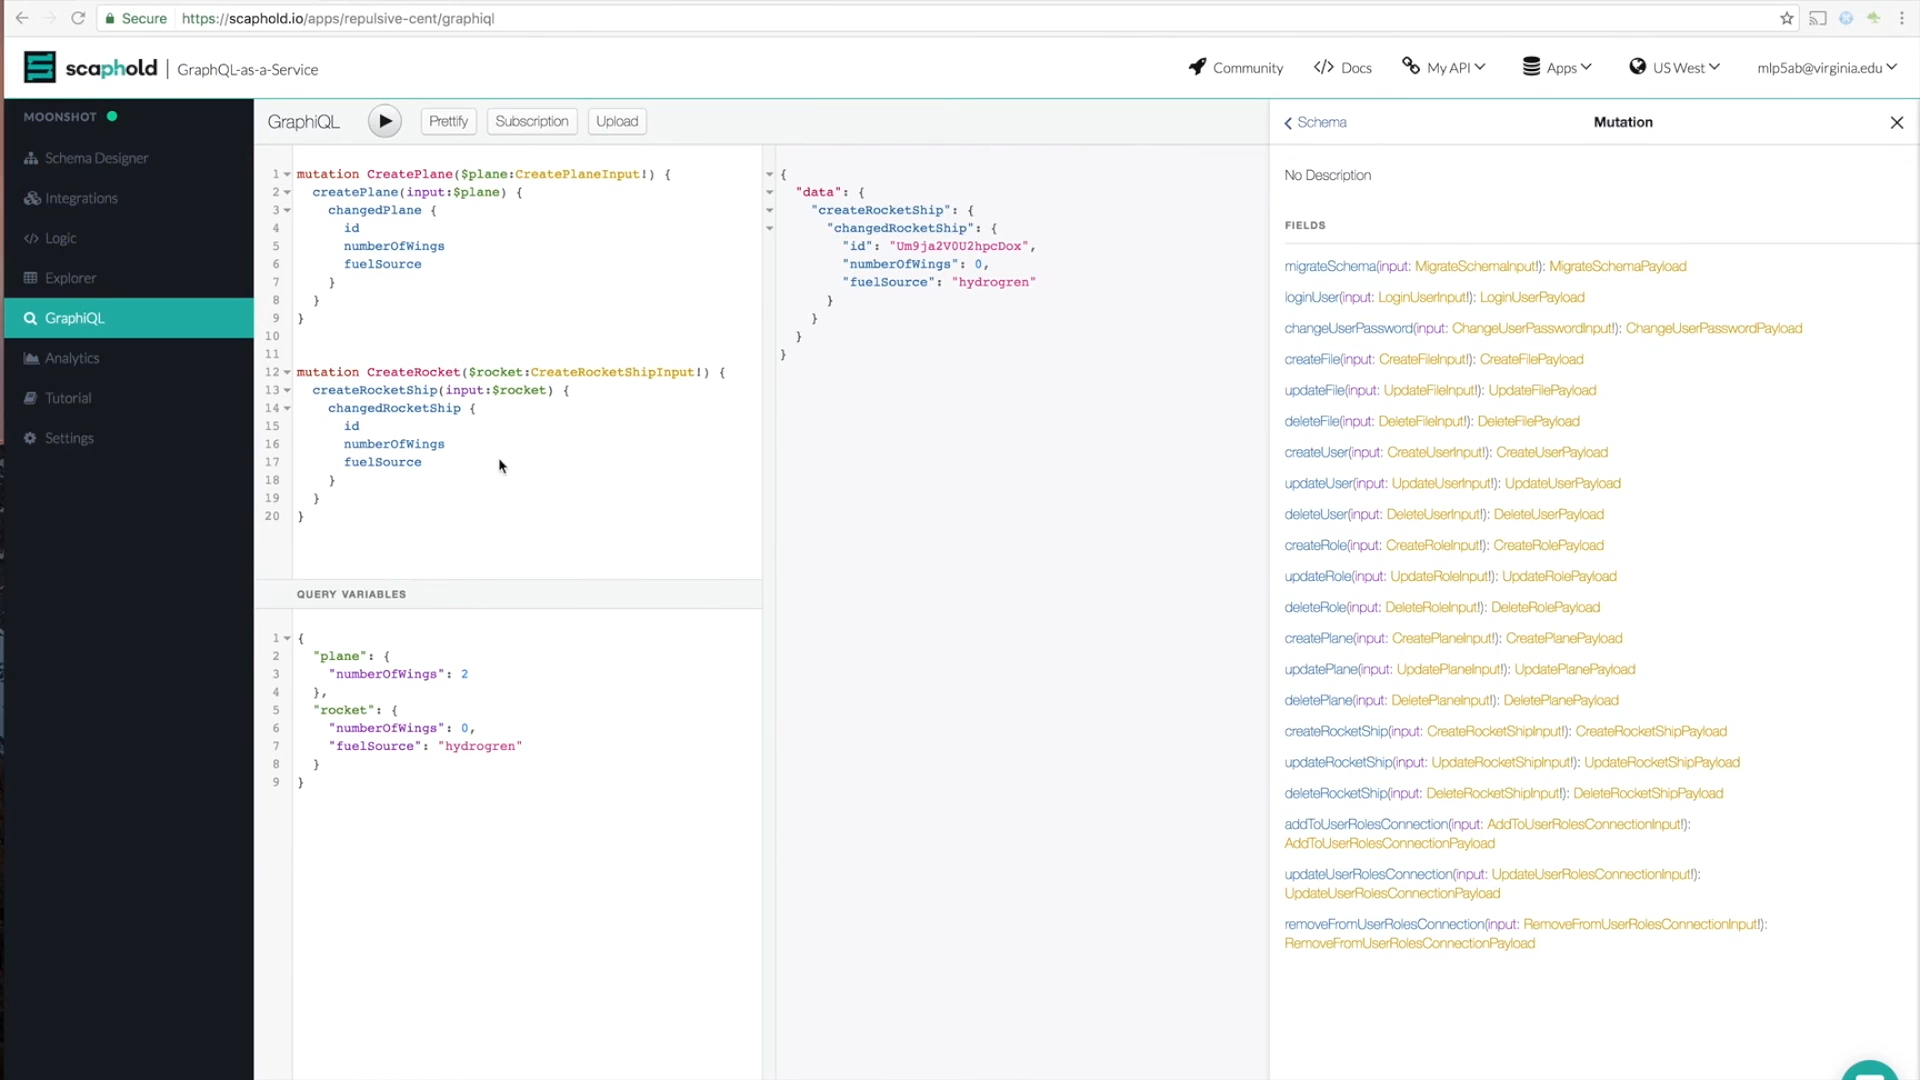 Secure https://scaphold.io/apps/repulsive-cent/graphiql
scaphold | GraphQL-as-a-Service
Community
</> Docs
My API
Apps
US West
mlp5ab@virginia.edu
MOONSHOT
Schema Designer
Integrations
</> Logic
Explorer
GraphiQL
Analytics
Tutorial
Settings
GraphiQL
Prettify
Subscription
Upload
1 mutation CreatePlane($plane:CreatePlaneInput!) {
2 createPlane(input:$plane) {
3 changedPlane {
4 id
5 numberOfWings
6 fuelSource
7 }
8 }
9 }
10
11
12 mutation CreateRocket($rocket:CreateRocketShipInput!) {
13 createRocketShip(input:$rocket) {
14 changedRocketShip {
15 id
16 numberOfWings
17 fuelSource
18 }
19 }
20 }
QUERY VARIABLES
1 {
2 "plane": {
3 "numberOfWings": 2
4 },
5 "rocket": {
6 "numberOfWings": 0,
7 "fuelSource": "hydrogren"
8 }
9 }
{
"data": {
"createRocketShip": {
"changedRocketShip": {
"id": "Um9ja2V0U2hpcDox",
"numberOfWings": 0,
"fuelSource": "hydrogren"
}
}
}
}
Schema
Mutation
No Description
FIELDS
migrateSchema(input: MigrateSchemaInput!): MigrateSchemaPayload
loginUser(input: LoginUserInput!): LoginUserPayload
changeUserPassword(input: ChangeUserPasswordInput!): ChangeUserPasswordPayload
createFile(input: CreateFileInput!): CreateFilePayload
updateFile(input: UpdateFileInput!): UpdateFilePayload
deleteFile(input: DeleteFileInput!): DeleteFilePayload
createUser(input: CreateUserInput!): CreateUserPayload
updateUser(input: UpdateUserInput!): UpdateUserPayload
deleteUser(input: DeleteUserInput!): DeleteUserPayload
createRole(input: CreateRoleInput!): CreateRolePayload
updateRole(input: UpdateRoleInput!): UpdateRolePayload
deleteRole(input: DeleteRoleInput!): DeleteRolePayload
createPlane(input: CreatePlaneInput!): CreatePlanePayload
updatePlane(input: UpdatePlaneInput!): UpdatePlanePayload
deletePlane(input: DeletePlaneInput!): DeletePlanePayload
createRocketShip(input: CreateRocketShipInput!): CreateRocketShipPayload
updateRocketShip(input: UpdateRocketShipInput!): UpdateRocketShipPayload
deleteRocketShip(input: DeleteRocketShipInput!): DeleteRocketShipPayload
addToUserRolesConnection(input: AddToUserRolesConnectionInput!):
AddToUserRolesConnectionPayload
updateUserRolesConnection(input: UpdateUserRolesConnectionInput!):
UpdateUserRolesConnectionPayload
removeFromUserRolesConnection(input: RemoveFromUserRolesConnectionInput!):
RemoveFromUserRolesConnectionPayload